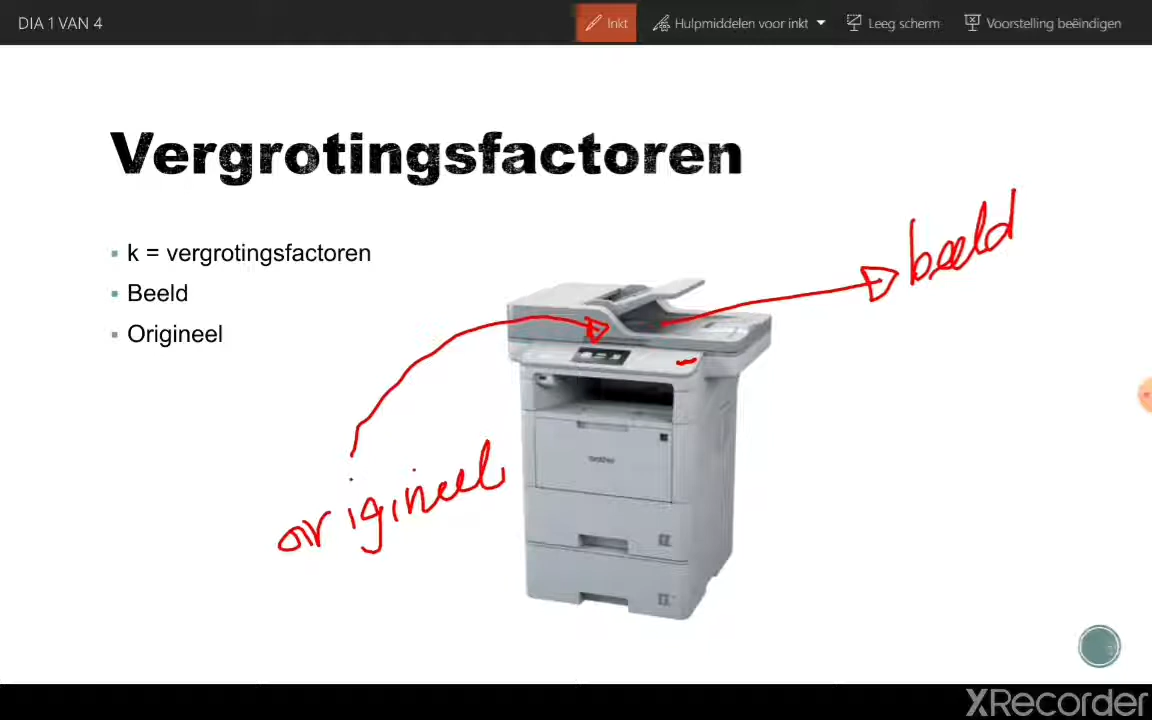 DIA 1 VAN 4
Inkt
Hulpmiddelen voor inkt
Leeg scherm
Voorstelling beëindigen
Vergrotingsfactoren
k = vergrotingsfactoren
Beeld
Origineel
beeld
origineel
brother
XRecorder